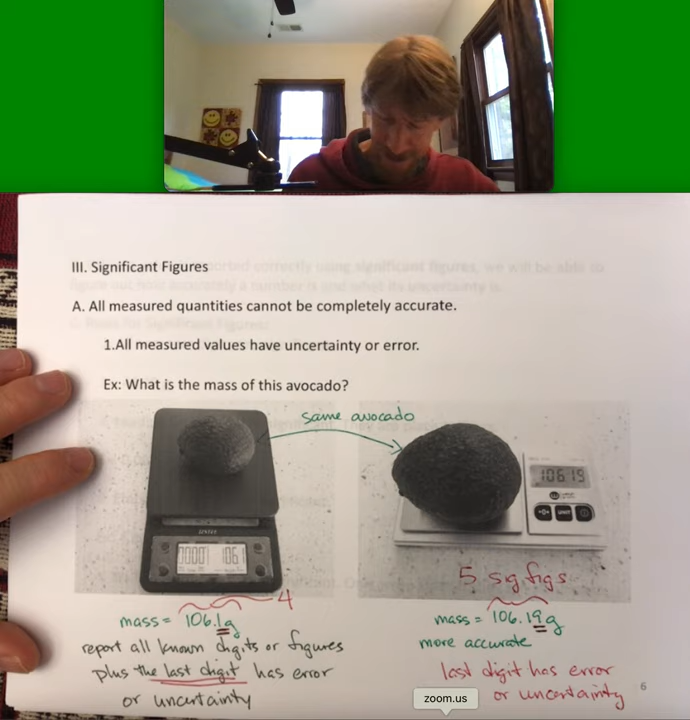 III. Significant Figures
A. All measured quantities cannot be completely accurate.
1.All measured values have uncertainty or error.
Ex: What is the mass of this avocado?
same avocado
106.19
UNIT
00:00 106.1
5 sig figs
4
mass = 106.1g
mass = 106.19g
report all known digits or figures
more accurate
plus the last digit has error
last digit has error
or uncertainty
or uncertainty
6
zoom.us